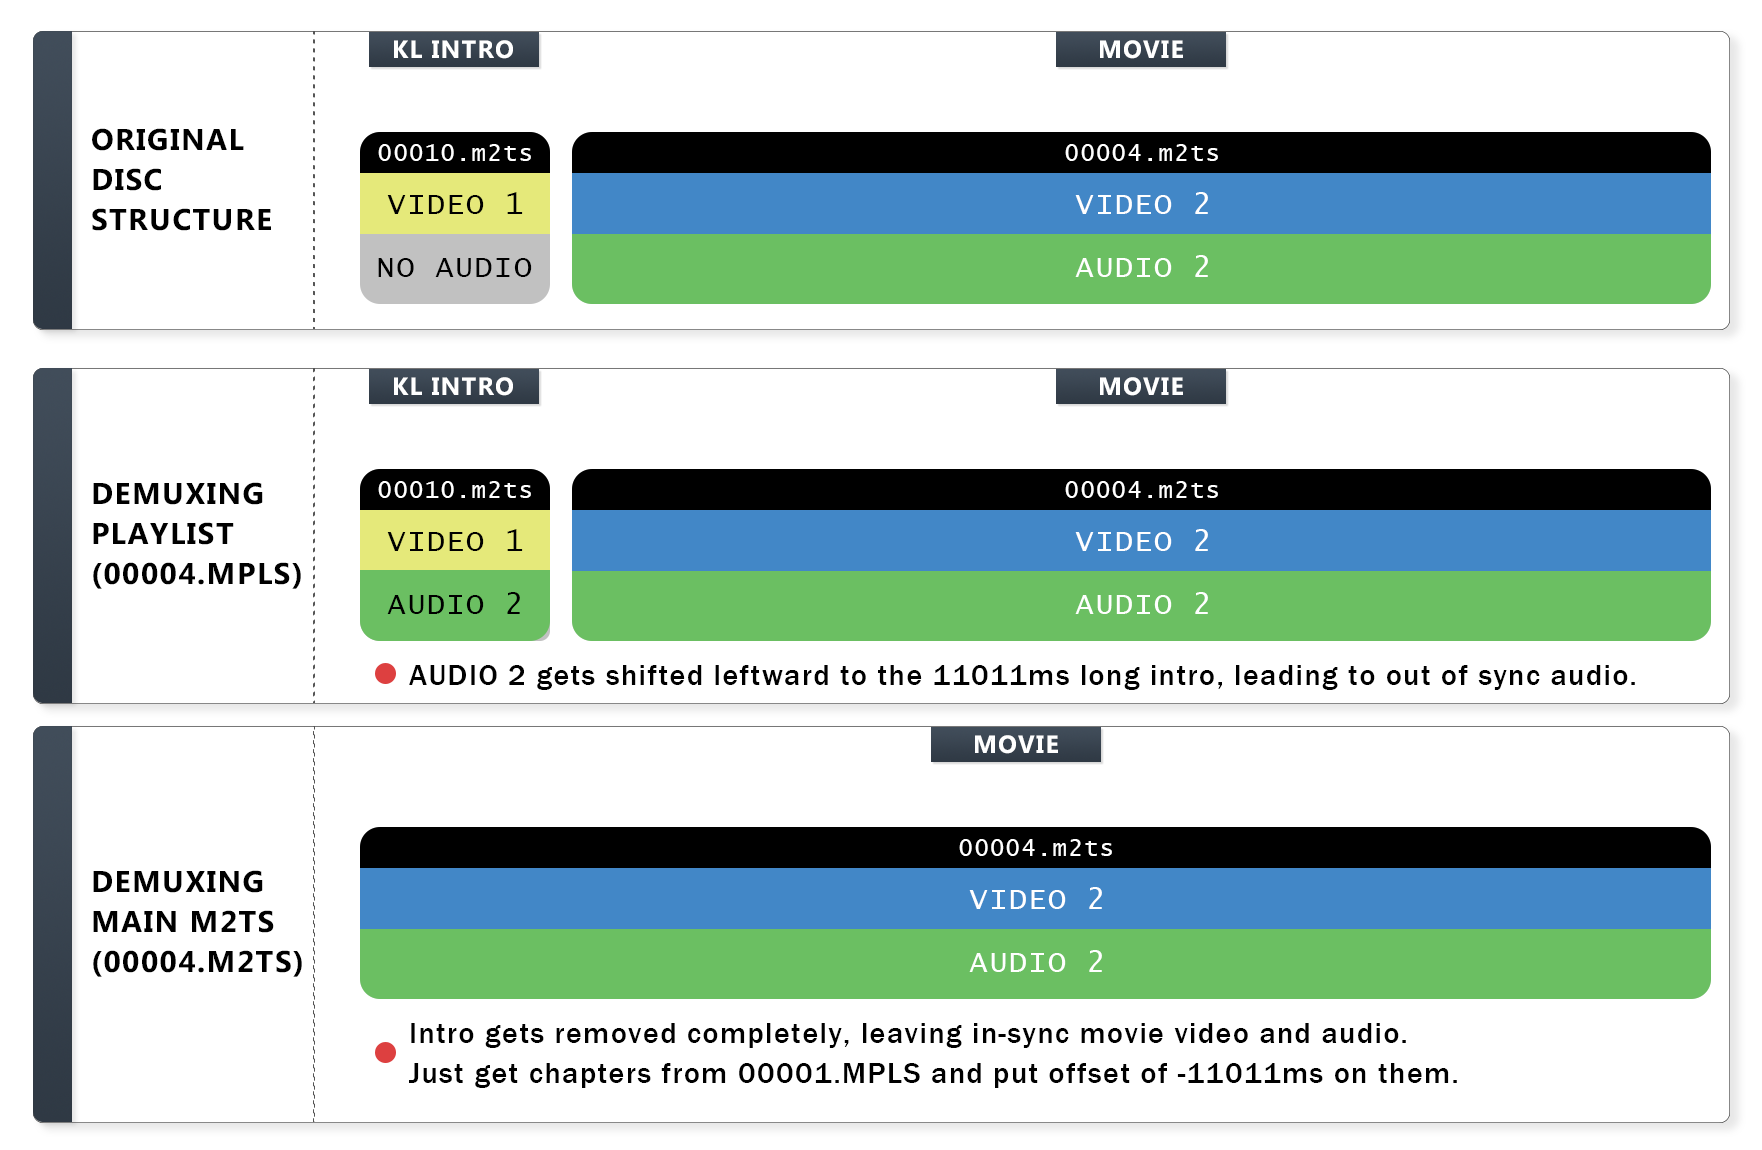 KL INTRO
MOVIE
ORIGINAL
DISC
STRUCTURE
00010.m2ts
VIDEO 1
NO AUDIO
00004.m2ts
VIDEO 2
AUDIO 2
KL INTRO
MOVIE
DEMUXING
PLAYLIST
(00004.MPLS)
00010.m2ts
VIDEO 1
AUDIO 2
00004.m2ts
VIDEO 2
AUDIO 2
AUDIO 2 gets shifted leftward to the 11011ms long intro, leading to out of sync audio.
MOVIE
DEMUXING
MAIN M2TS
(00004.M2TS)
00004.m2ts
VIDEO 2
AUDIO 2
Intro gets removed completely, leaving in-sync movie video and audio.
Just get chapters from 00001.MPLS and put offset of -11011ms on them.